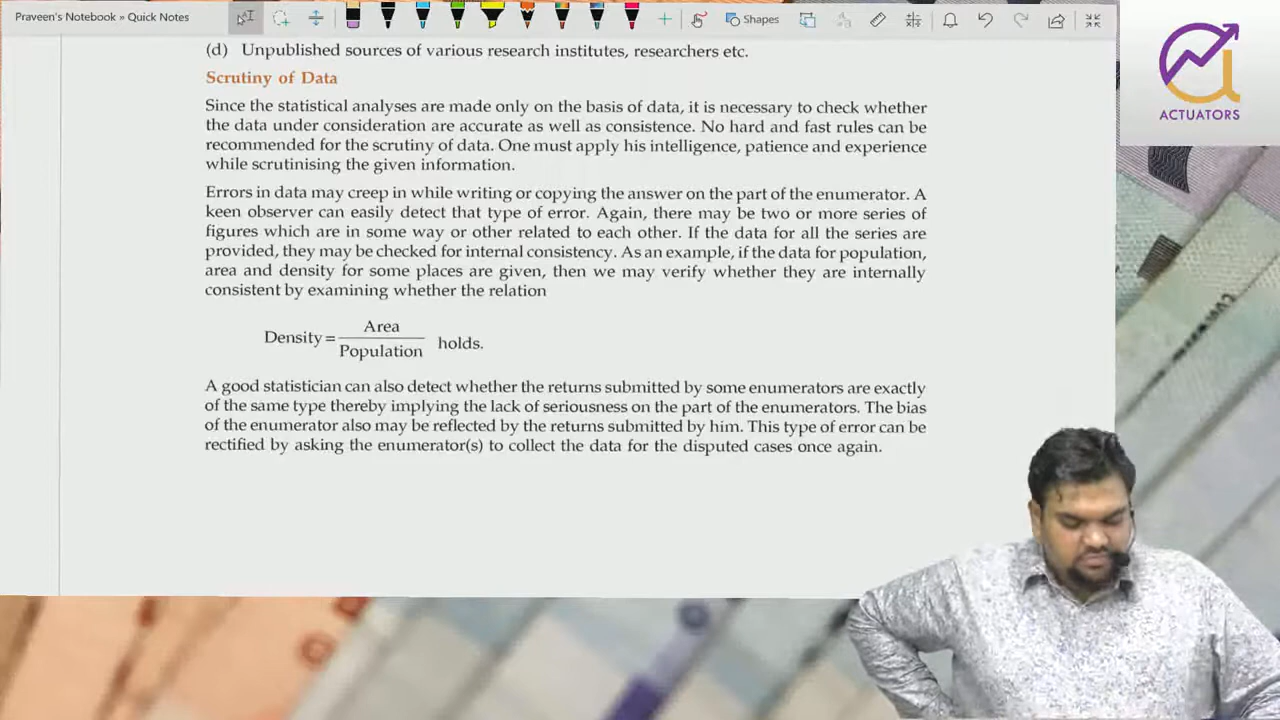 Praveen's Notebook » Quick Notes
Shapes
ACTUATORS
(d) Unpublished sources of various research institutes, researchers etc.
Scrutiny of Data
Since the statistical analyses are made only on the basis of data, it is necessary to check whether
the data under consideration are accurate as well as consistence. No hard and fast rules can be
recommended for the scrutiny of data. One must apply his intelligence, patience and experience
while scrutinising the given information.
Errors in data may creep in while writing or copying the answer on the part of the enumerator. A
keen observer can easily detect that type of error. Again, there may be two or more series of
figures which are in some way or other related to each other. If the data for all the series are
provided, they may be checked for internal consistency. As an example, if the data for population,
area and density for some places are given, then we may verify whether they are internally
consistent by examining whether the relation
Density = Area / Population holds.
A good statistician can also detect whether the returns submitted by some enumerators are exactly
of the same type thereby implying the lack of seriousness on the part of the enumerators. The bias
of the enumerator also may be reflected by the returns submitted by him. This type of error can be
rectified by asking the enumerator(s) to collect the data for the disputed cases once again.